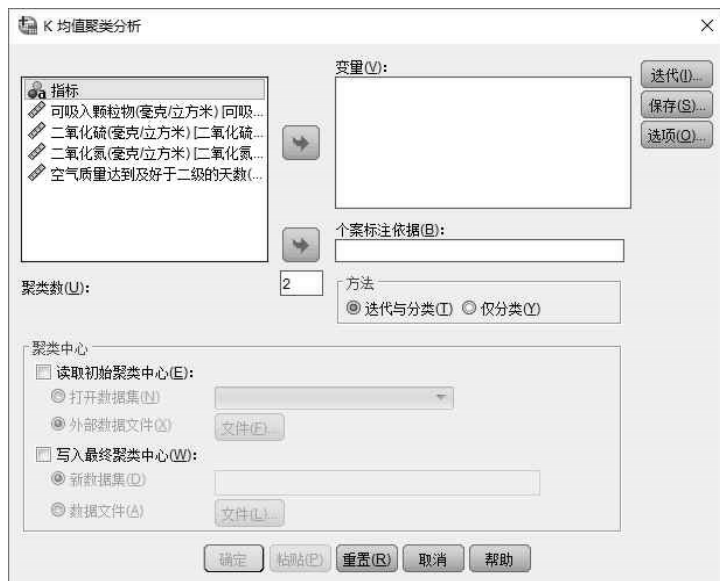 K 均值聚类分析
变量(V):
指标
可吸入颗粒物(毫克/立方米) [可吸...
二氧化硫(毫克/立方米) [二氧化硫...
二氧化氮(毫克/立方米) [二氧化氮...
空气质量达到及好于二级的天数(...
迭代(I)...
保存(S)...
选项(O)...
个案标注依据(B):
聚类数(U):
2
方法
迭代与分类(T) 仅分类(Y)
聚类中心
读取初始聚类中心(E):
打开数据集(N)
外部数据文件(X) 文件(F)...
写入最终聚类中心(W):
新数据集(D)
数据文件(A) 文件(L)...
确定 粘贴(P) 重置(R) 取消 帮助